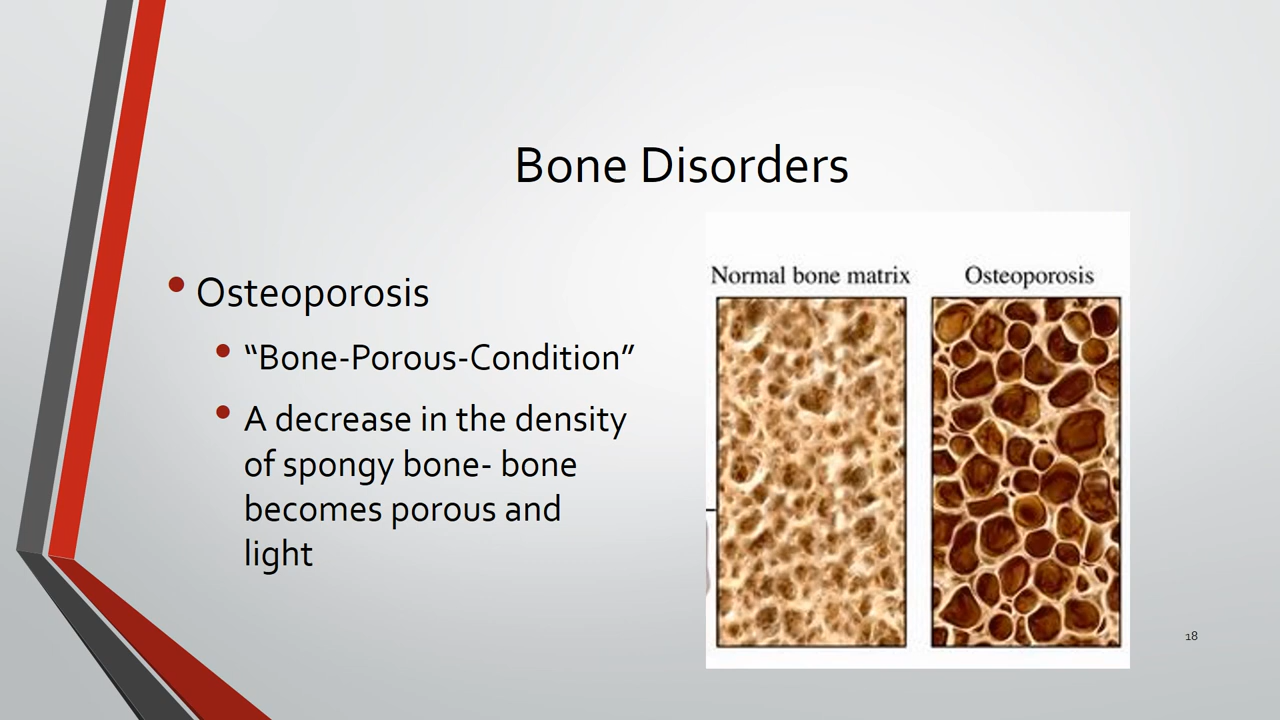 Bone Disorders
Osteoporosis
“Bone-Porous-Condition”
A decrease in the density
of spongy bone- bone
becomes porous and
light
Normal bone matrix
Osteoporosis
18